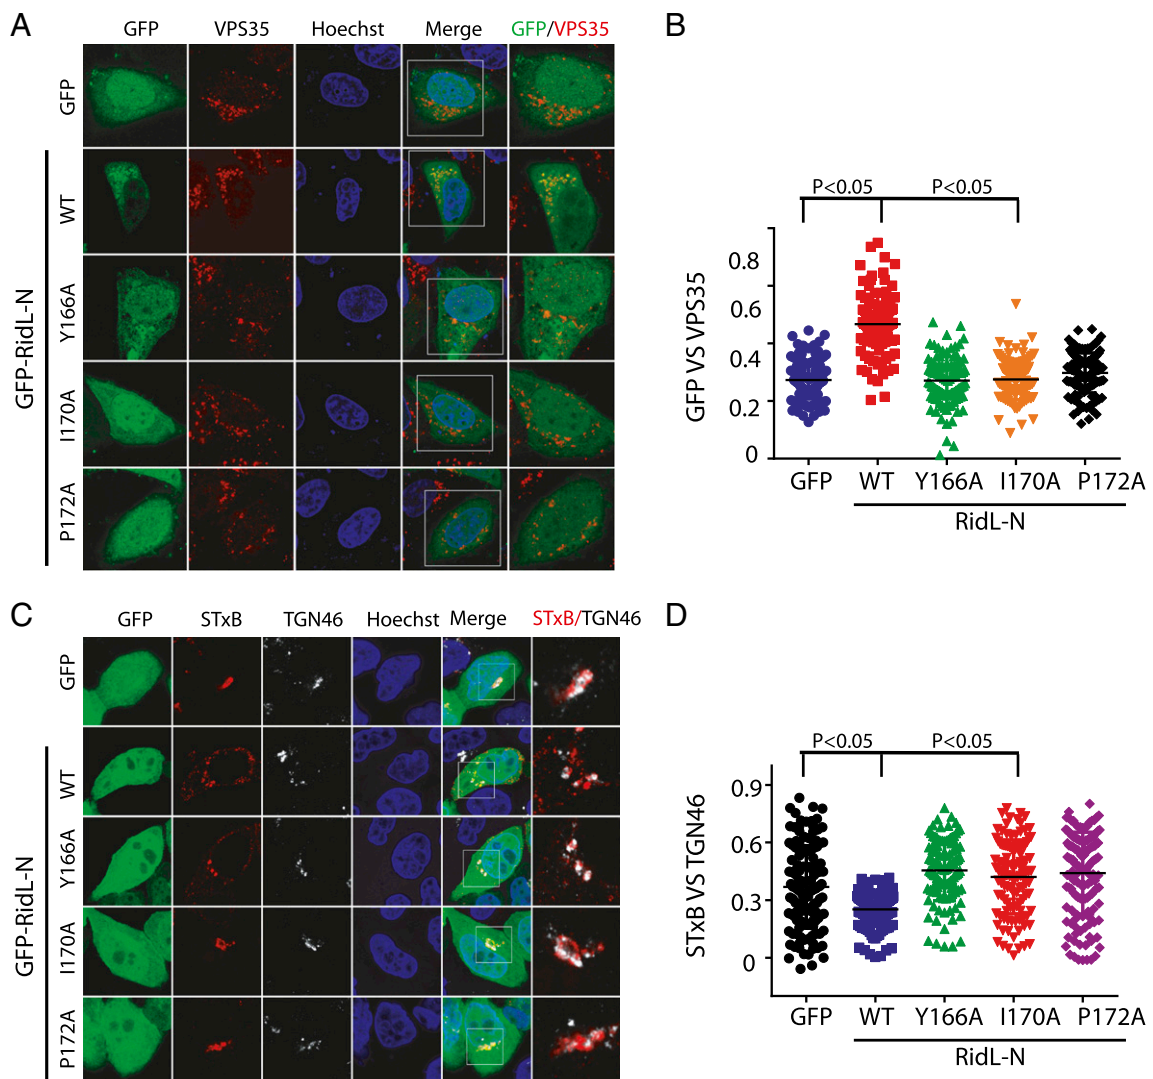 A
GFP VPS35 Hoechst Merge GFP/VPS35
GFP
GFP-RidL-N
WT
Y166A
I170A
P172A
B
P<0.05 P<0.05
GFP VS VPS35
0.8
0.6
0.4
0.2
0
GFP WT Y166A I170A P172A
RidL-N
C
GFP STxB TGN46 Hoechst Merge STxB/TGN46
GFP
GFP-RidL-N
WT
Y166A
I170A
P172A
D
P<0.05 P<0.05
STxB VS TGN46
0.9
0.6
0.3
0
GFP WT Y166A I170A P172A
RidL-N